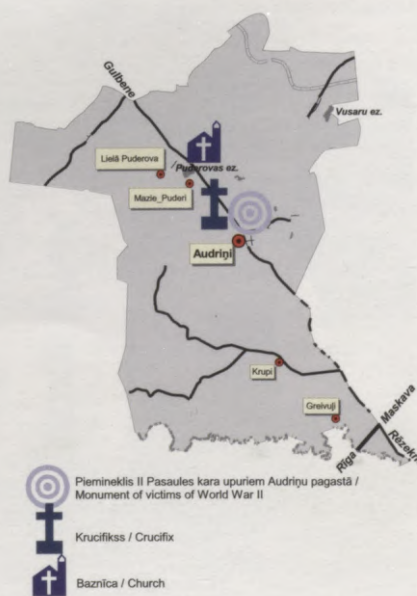 Gulbene
Vusaru ez.
Lielā Puderova
Puderovas ez.
Mazie_Puderi
Audriņi
Krupi
Greivuļi
Maskava
Rēzekne
Rīga
Piemineklis II Pasaules kara upuriem Audriņu pagastā /
Monument of victims of World War II
Krucifikss / Crucifix
Baznīca / Church